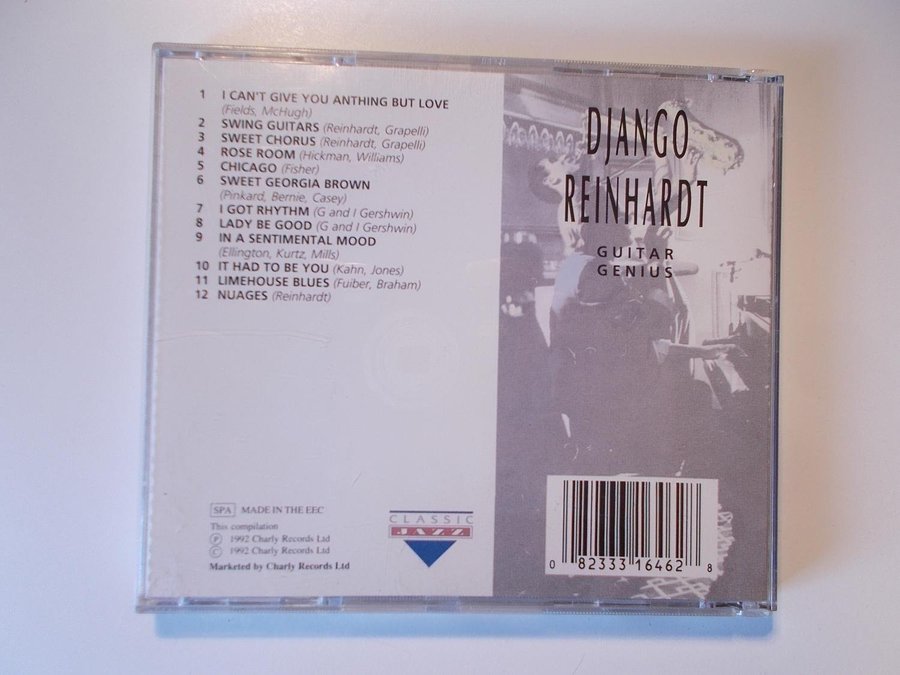 1 I CAN'T GIVE YOU ANTHING BUT LOVE
(Fields, McHugh)
2 SWING GUITARS (Reinhardt, Grapelli)
3 SWEET CHORUS (Reinhardt, Grapelli)
4 ROSE ROOM (Hickman, Williams)
5 CHICAGO (Fisher)
6 SWEET GEORGIA BROWN
(Pinkard, Bernie, Casey)
7 I GOT RHYTHM (G and I Gershwin)
8 LADY BE GOOD (G and I Gershwin)
9 IN A SENTIMENTAL MOOD
(Ellington, Kurtz, Mills)
10 IT HAD TO BE YOU (Kahn, Jones)
11 LIMEHOUSE BLUES (Fuiber, Braham)
12 NUAGES (Reinhardt)
SPA MADE IN THE EEC
This compilation
Ⓟ 1992 Charly Records Ltd
© 1992 Charly Records Ltd
Marketed by Charly Records Ltd
CLASSIC
JAZZ
DJANGO
REINHARDT
GUITAR
GENIUS
0 82333 16462 8